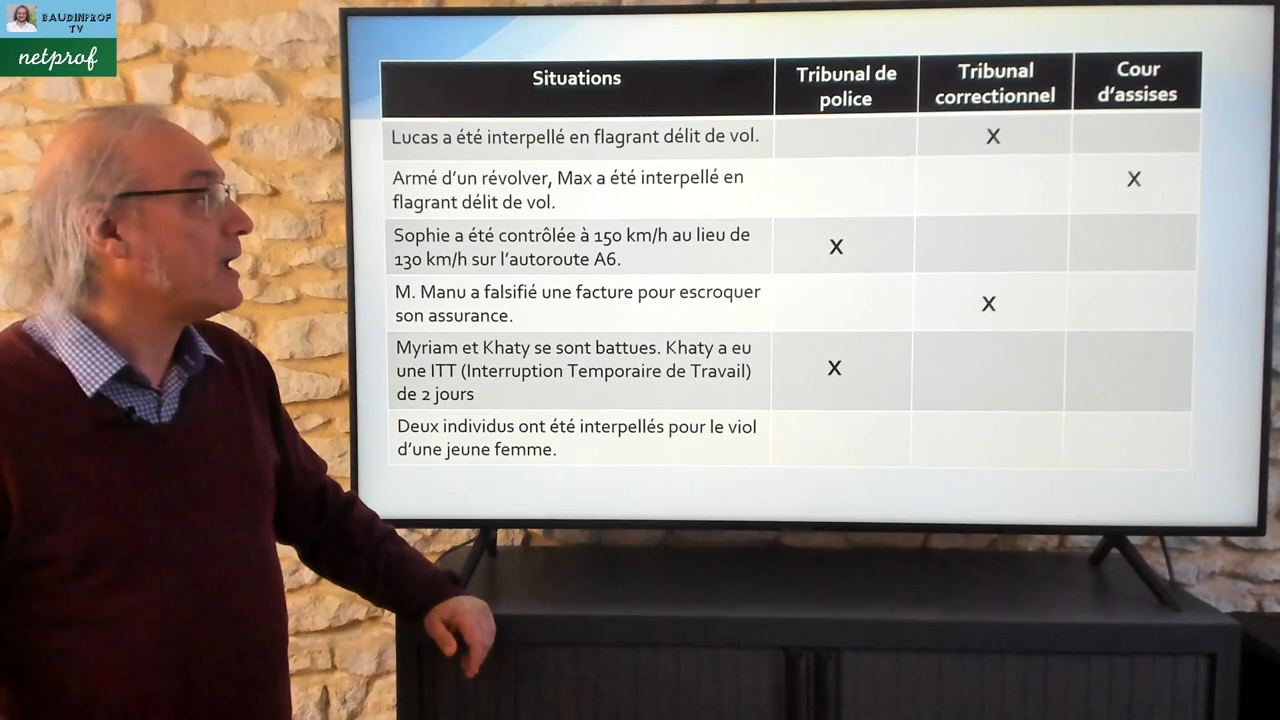 BAUDINPROF
TV
netprof
Situations
Tribunal de
police
Tribunal
correctionnel
Cour
d'assises
Lucas a été interpellé en flagrant délit de vol.
X
Armé d'un révolver, Max a été interpellé en
flagrant délit de vol.
X
Sophie a été contrôlée à 150 km/h au lieu de
130 km/h sur l'autoroute A6.
X
M. Manu a falsifié une facture pour escroquer
son assurance.
X
Myriam et Khaty se sont battues. Khaty a eu
une ITT (Interruption Temporaire de Travail)
de 2 jours
X
Deux individus ont été interpellés pour le viol
d'une jeune femme.